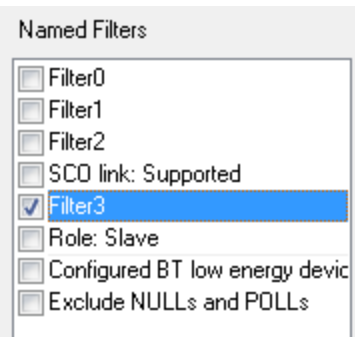 Named Filters
Filter0
Filter1
Filter2
SCO link: Supported
Filter3
Role: Slave
Configured BT low energy devic
Exclude NULLs and POLLs